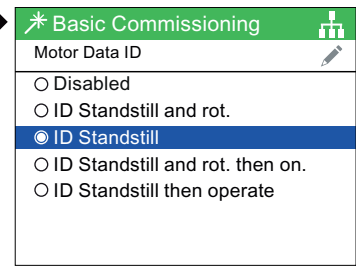 Basic Commissioning
Motor Data ID
Disabled
ID Standstill and rot.
ID Standstill
ID Standstill and rot. then on.
ID Standstill then operate